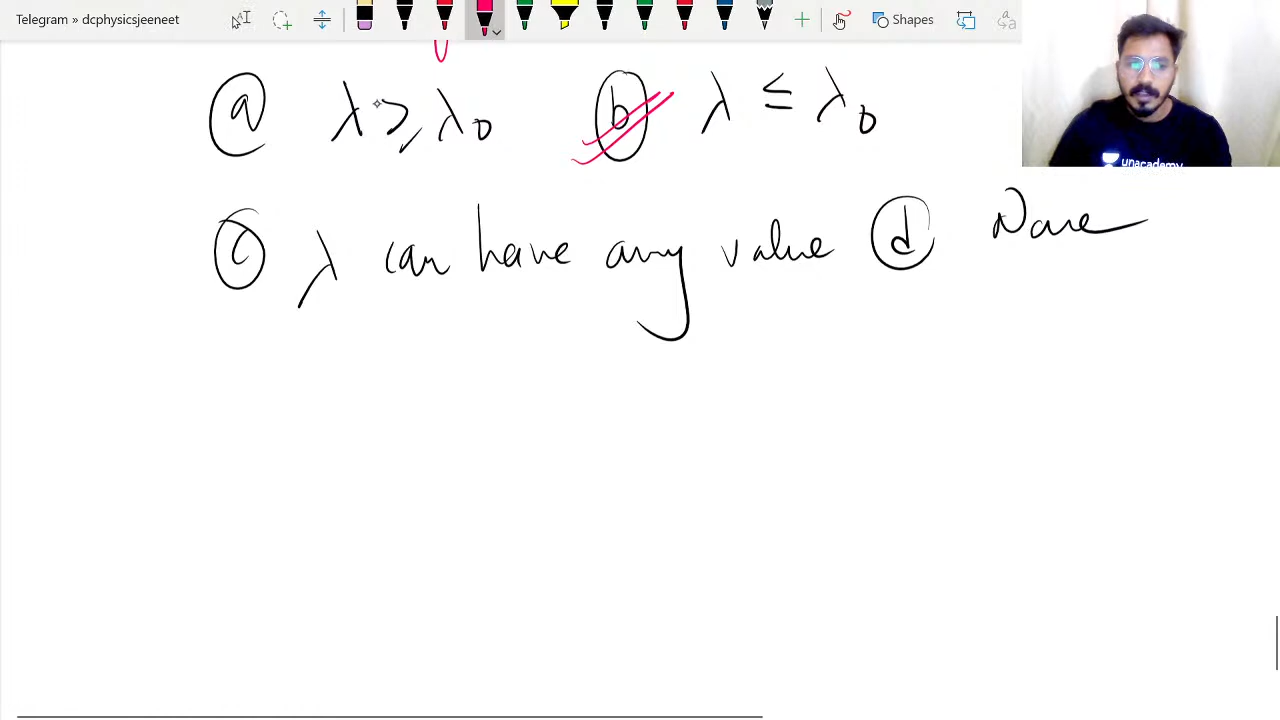 Telegram » dcphysicsjeeneet
Shapes
unacademy
a λ ≥ λ0 b λ ≤ λ0
c λ can have any value d None